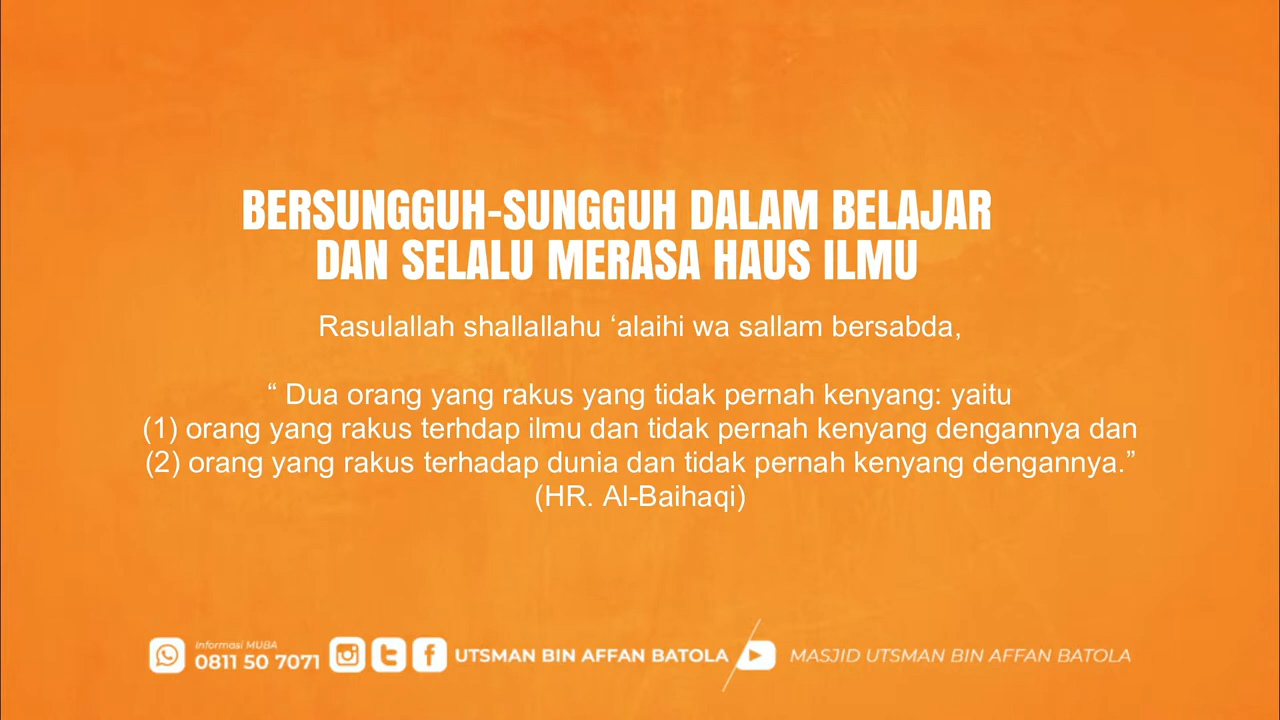 BERSUNGGUH-SUNGGUH DALAM BELAJAR
DAN SELALU MERASA HAUS ILMU
Rasulallah shallallahu ‘alaihi wa sallam bersabda,
“ Dua orang yang rakus yang tidak pernah kenyang: yaitu
(1) orang yang rakus terhdap ilmu dan tidak pernah kenyang dengannya dan
(2) orang yang rakus terhadap dunia dan tidak pernah kenyang dengannya.”
(HR. Al-Baihaqi)
Informasi MUBA
0811 50 7071
UTSMAN BIN AFFAN BATOLA
MASJID UTSMAN BIN AFFAN BATOLA